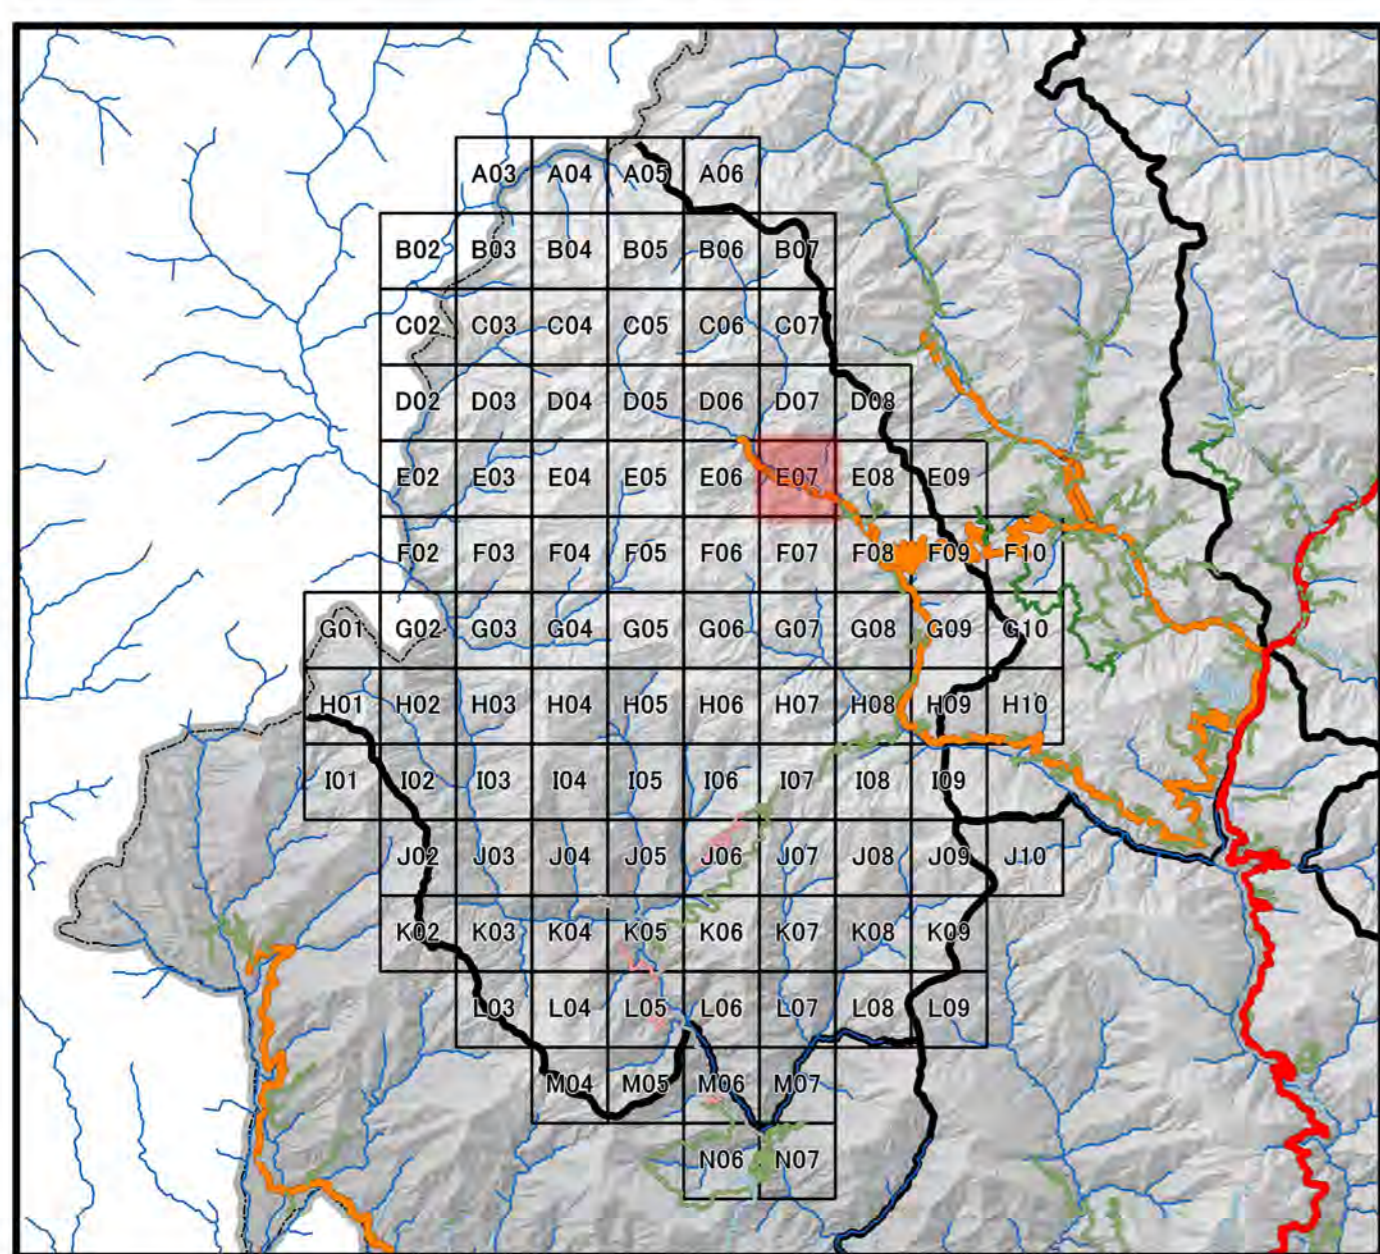 A03 A04 A05 A06
B02 B03 B04 B05 B06 B07
C02 C03 C04 C05 C06 C07
D02 D03 D04 D05 D06 D07 D08
E02 E03 E04 E05 E06 E07 E08 E09
F02 F03 F04 F05 F06 F07 F08 F09 F10
G01 G02 G03 G04 G05 G06 G07 G08 G09 G10
H01 H02 H03 H04 H05 H06 H07 H08 H09 H10
I01 I02 I03 I04 I05 I06 I07 I08 I09
J02 J03 J04 J05 J06 J07 J08 J09 J10
K02 K03 K04 K05 K06 K07 K08 K09
L03 L04 L05 L06 L07 L08 L09
M04 M05 M06 M07
N06 N07